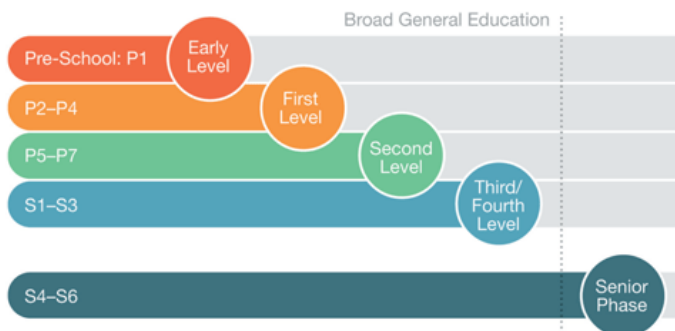 Broad General Education
Pre-School: P1
Early
Level
P2–P4
First
Level
P5–P7
Second
Level
S1–S3
Third/
Fourth
Level
S4–S6
Senior
Phase